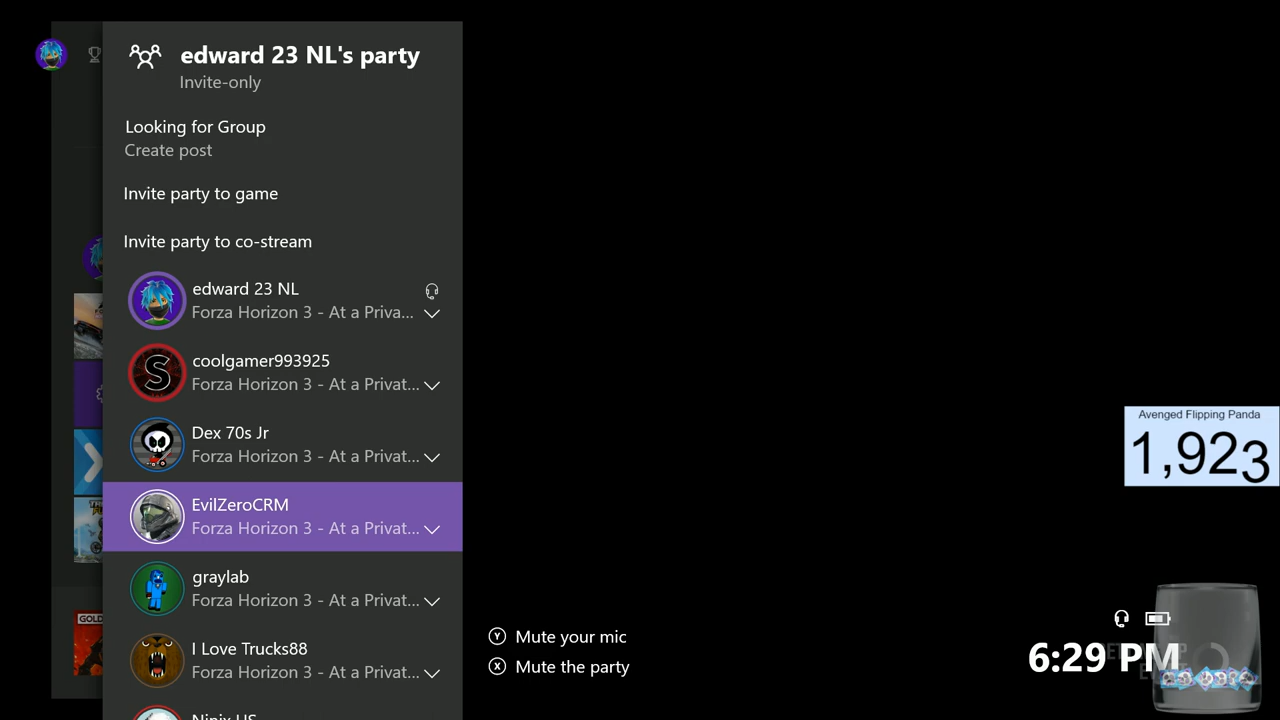 edward 23 NL's party
Invite-only
Looking for Group
Create post
Invite party to game
Invite party to co-stream
edward 23 NL
Forza Horizon 3 - At a Priva...
coolgamer993925
Forza Horizon 3 - At a Privat...
Dex 70s Jr
Forza Horizon 3 - At a Privat...
EvilZeroCRM
Forza Horizon 3 - At a Privat...
graylab
Forza Horizon 3 - At a Privat...
I Love Trucks88
Forza Horizon 3 - At a Privat...
Y Mute your mic
X Mute the party
Avenged Flipping Panda
1,923
6:29 PM
GOLD
S